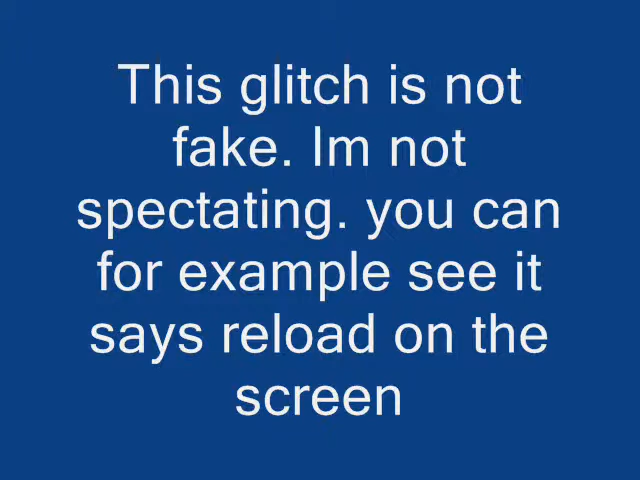 This glitch is not
fake. Im not
spectating. you can
for example see it
says reload on the
screen